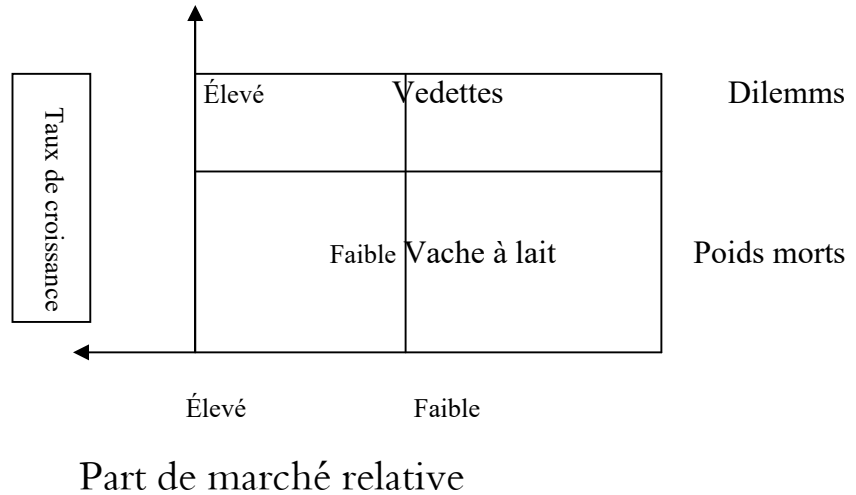 Taux de croissance
Élevé Vedettes Dilemms
Faible Vache à lait Poids morts
Élevé Faible
Part de marché relative